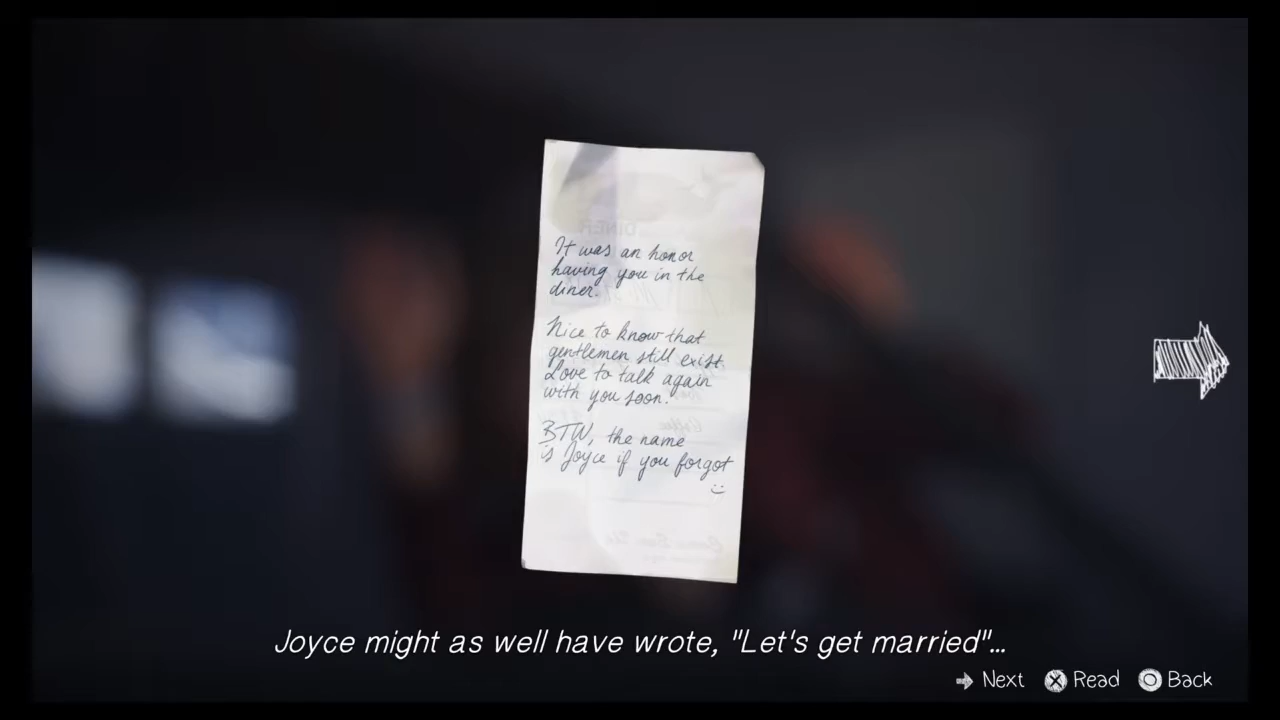 DINER
It was an honor
having you in the
diner.
Nice to know that
gentlemen still exist.
Love to talk again
with you soon.
BTW, the name
is Joyce if you forgot
:)
Coffee
Joyce might as well have wrote, "Let's get married"...
Next
Read
Back